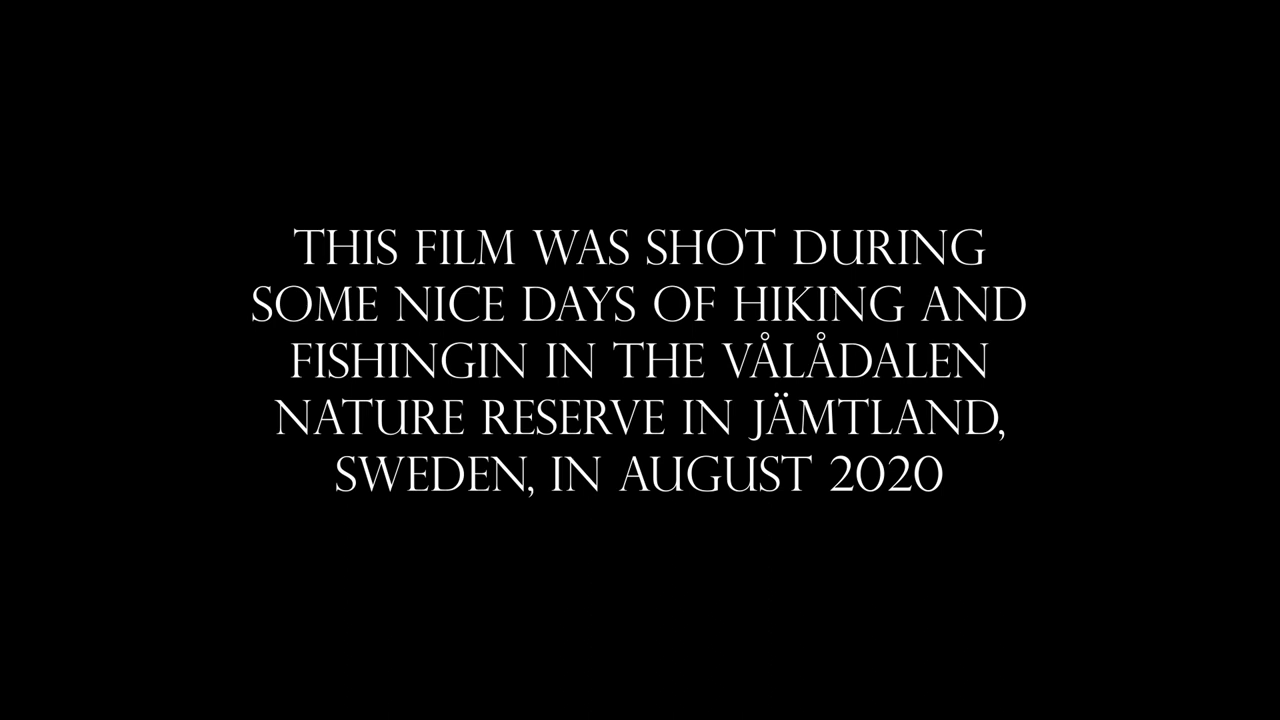 THIS FILM WAS SHOT DURING
SOME NICE DAYS OF HIKING AND
FISHINGIN IN THE VÅLÅDALEN
NATURE RESERVE IN JÄMTLAND,
SWEDEN, IN AUGUST 2020